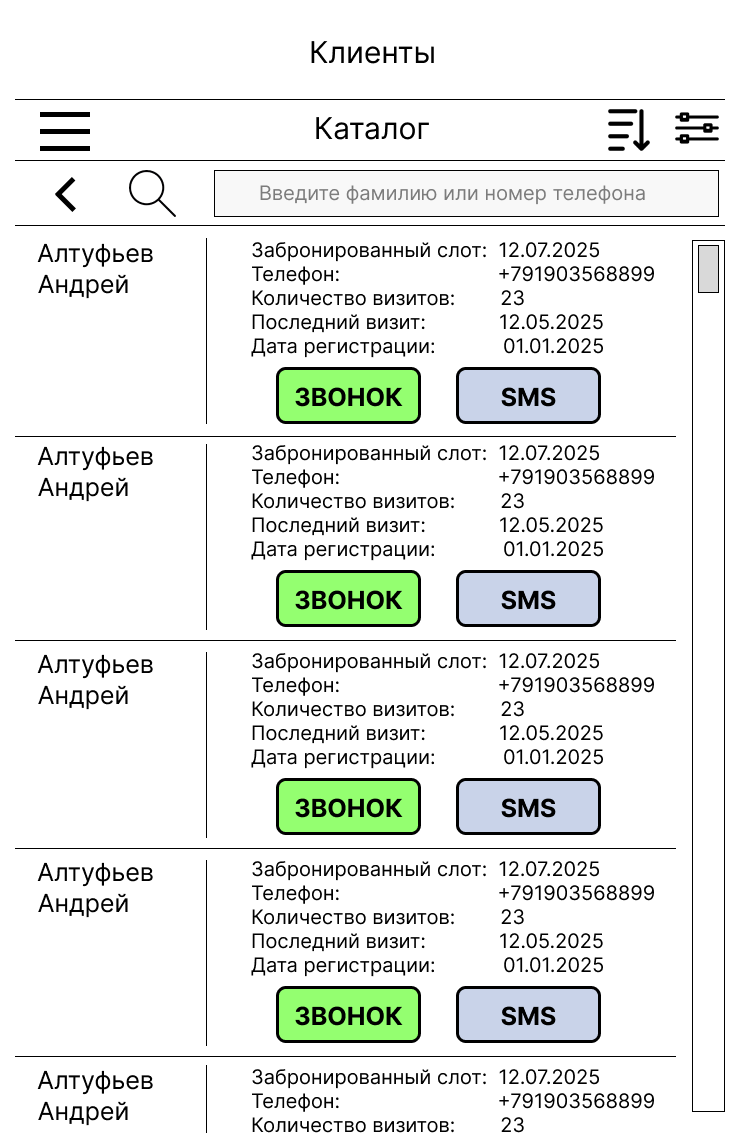 Клиенты
Каталог
Введите фамилию или номер телефона
Алтуфьев
Андрей
Забронированный слот: 12.07.2025
Телефон: +791903568899
Количество визитов: 23
Последний визит: 12.05.2025
Дата регистрации: 01.01.2025
ЗВОНОК SMS
Алтуфьев
Андрей
Забронированный слот: 12.07.2025
Телефон: +791903568899
Количество визитов: 23
Последний визит: 12.05.2025
Дата регистрации: 01.01.2025
ЗВОНОК SMS
Алтуфьев
Андрей
Забронированный слот: 12.07.2025
Телефон: +791903568899
Количество визитов: 23
Последний визит: 12.05.2025
Дата регистрации: 01.01.2025
ЗВОНОК SMS
Алтуфьев
Андрей
Забронированный слот: 12.07.2025
Телефон: +791903568899
Количество визитов: 23
Последний визит: 12.05.2025
Дата регистрации: 01.01.2025
ЗВОНОК SMS
Алтуфьев
Андрей
Забронированный слот: 12.07.2025
Телефон: +791903568899
Количество визитов: 23